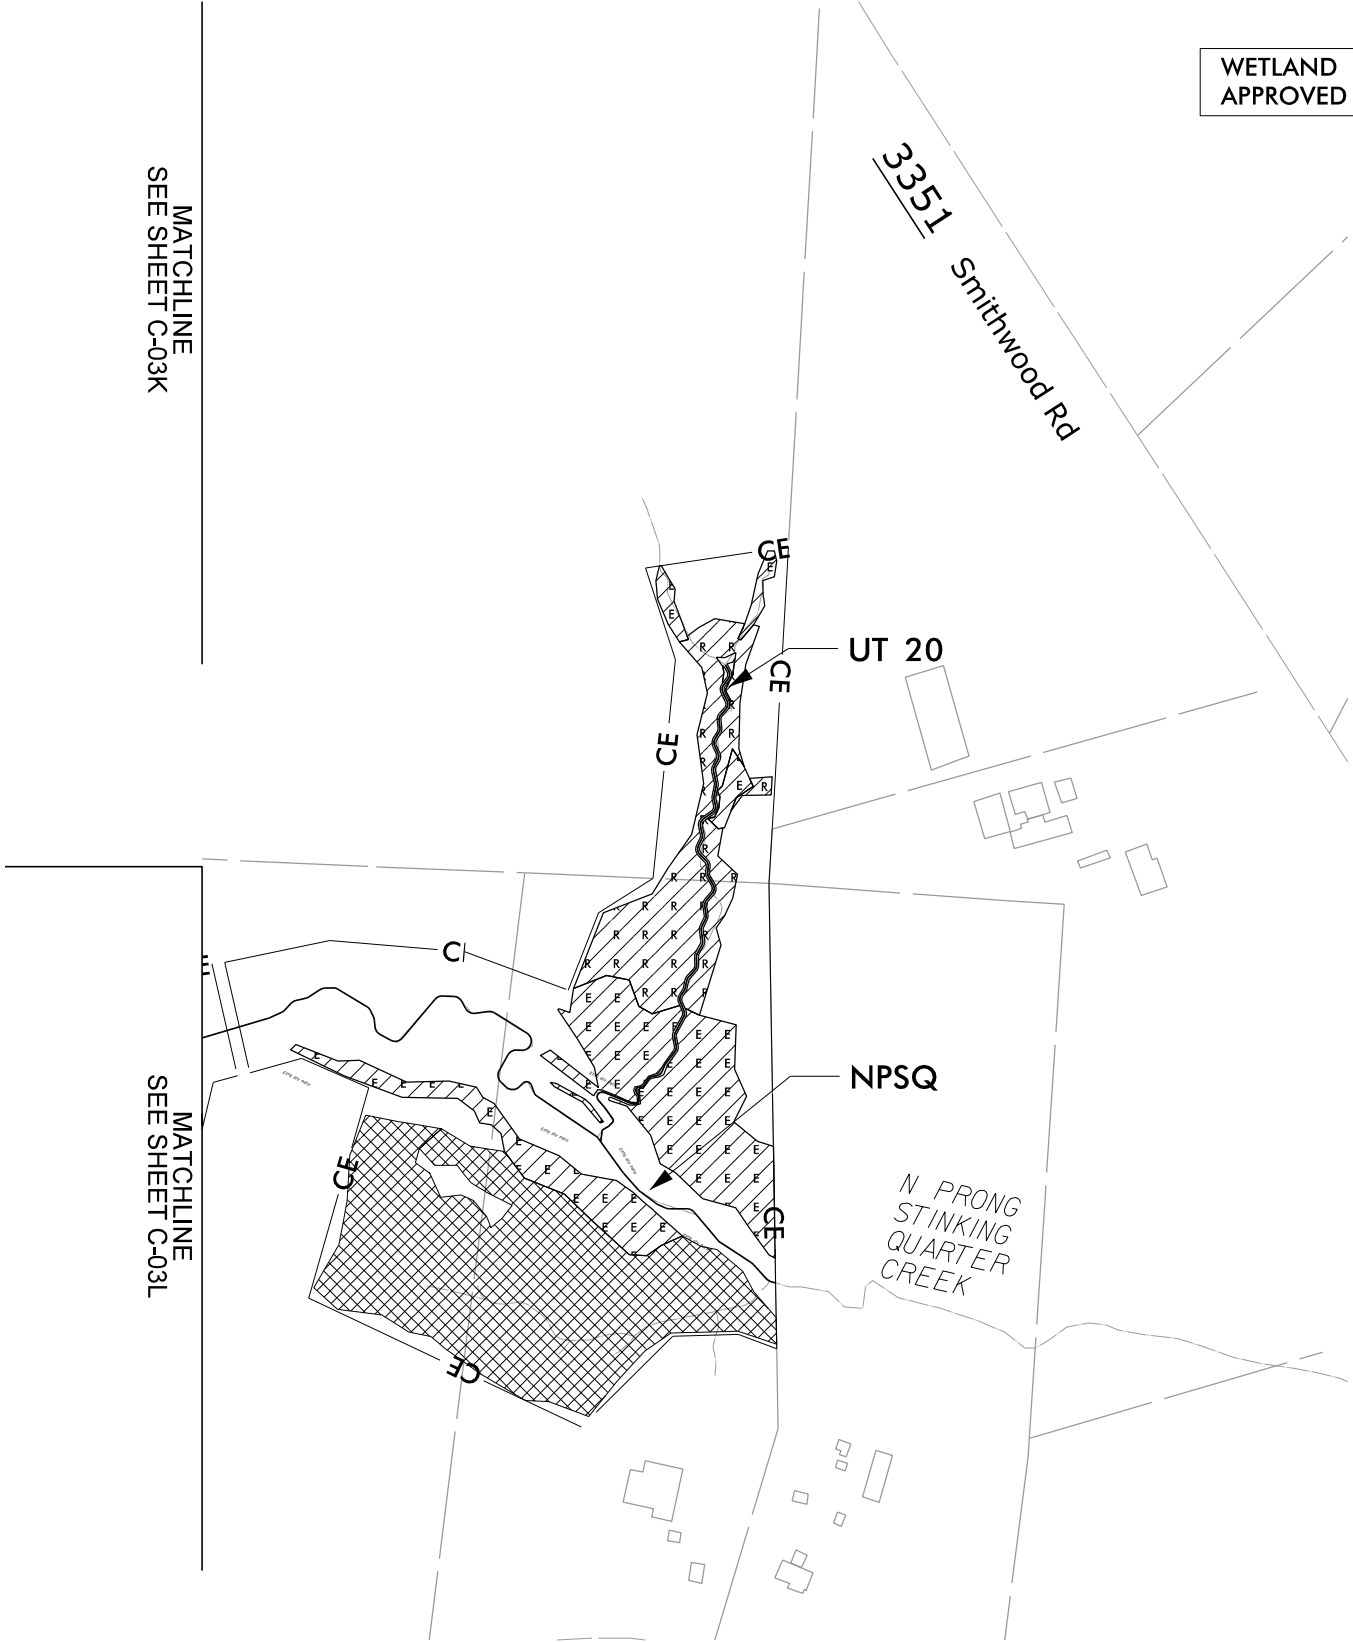 WETLAND
APPROVED
3351 Smithwood Rd
MATCHLINE
SEE SHEET C-03K
CE
UT 20
CE
CE
CE
NPSQ
N PRONG
STINKING
QUARTER
CREEK
MATCHLINE
SEE SHEET C-03L
CE
CE
CE